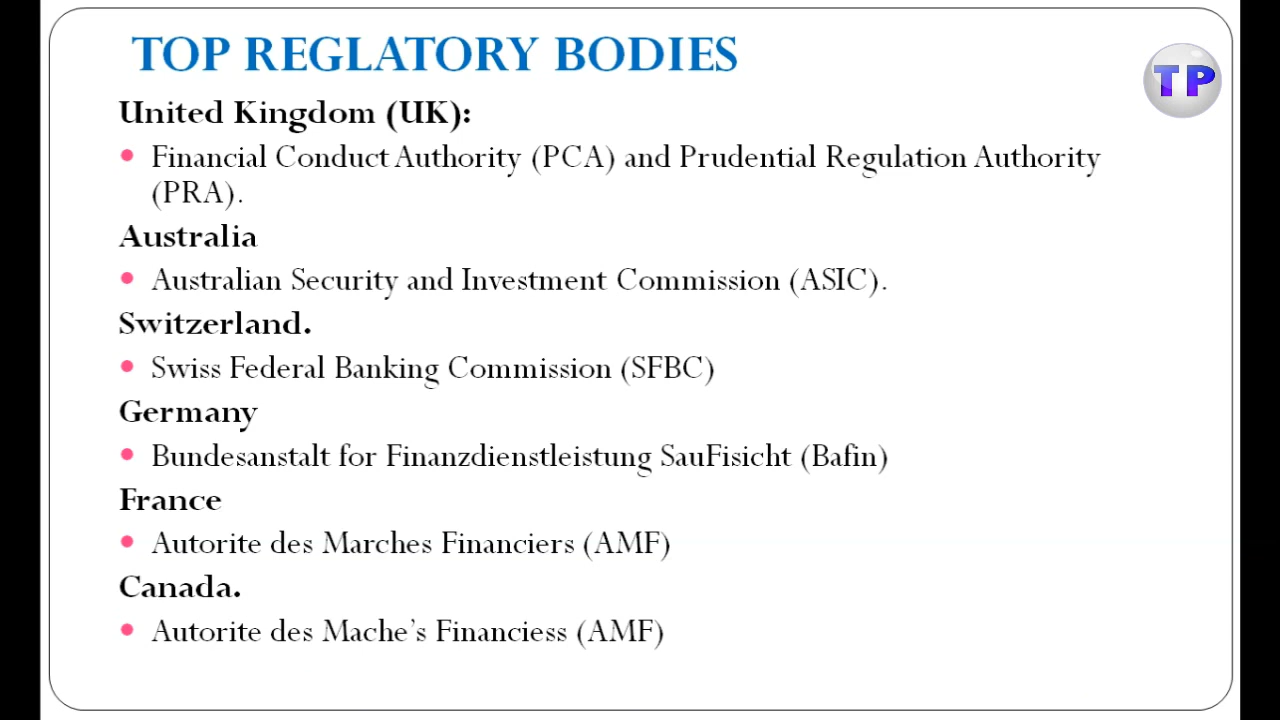 TOP REGLATORY BODIES
TP
United Kingdom (UK):
• Financial Conduct Authority (PCA) and Prudential Regulation Authority
(PRA).
Australia
• Australian Security and Investment Commission (ASIC).
Switzerland.
• Swiss Federal Banking Commission (SFBC)
Germany
• Bundesanstalt for Finanzdienstleistung SauFisicht (Bafin)
France
• Autorite des Marches Financiers (AMF)
Canada.
• Autorite des Mache’s Financiess (AMF)